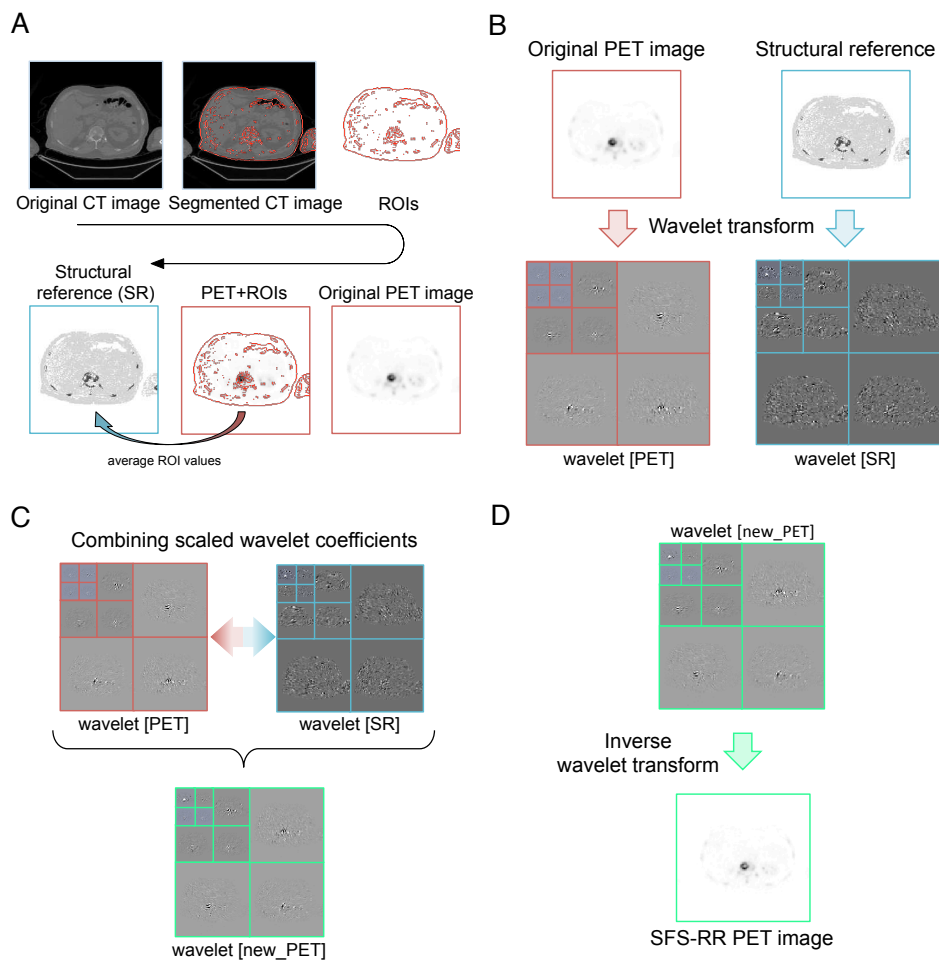 A
Original CT image
Segmented CT image
ROIs
Structural
reference (SR)
PET+ROIs
Original PET image
average ROI values
B
Original PET image
Structural reference
Wavelet transform
wavelet [PET]
wavelet [SR]
C
Combining scaled wavelet coefficients
wavelet [PET]
wavelet [SR]
wavelet [new_PET]
D
wavelet [new_PET]
Inverse
wavelet transform
SFS-RR PET image